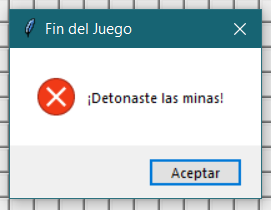 Fin del Juego
¡Detonaste las minas!
Aceptar